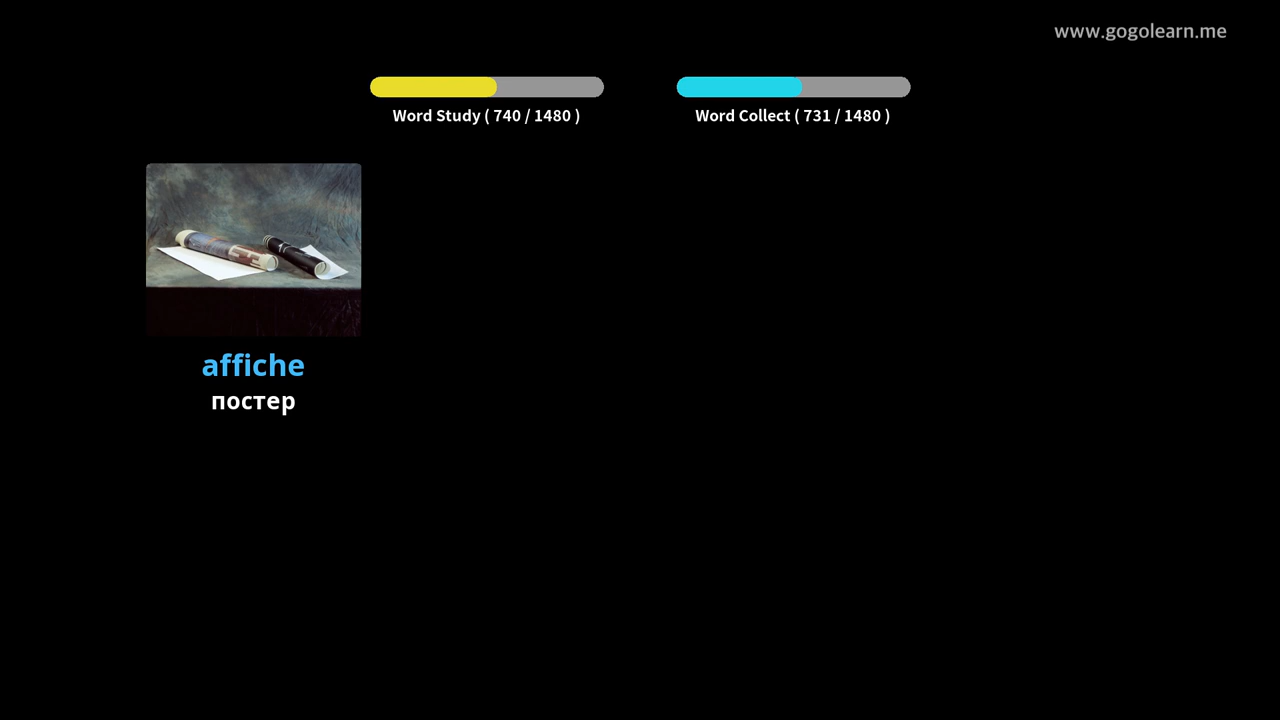 www.gogolearn.me
Word Study ( 740 / 1480 )
Word Collect ( 731 / 1480 )
affiche
постер